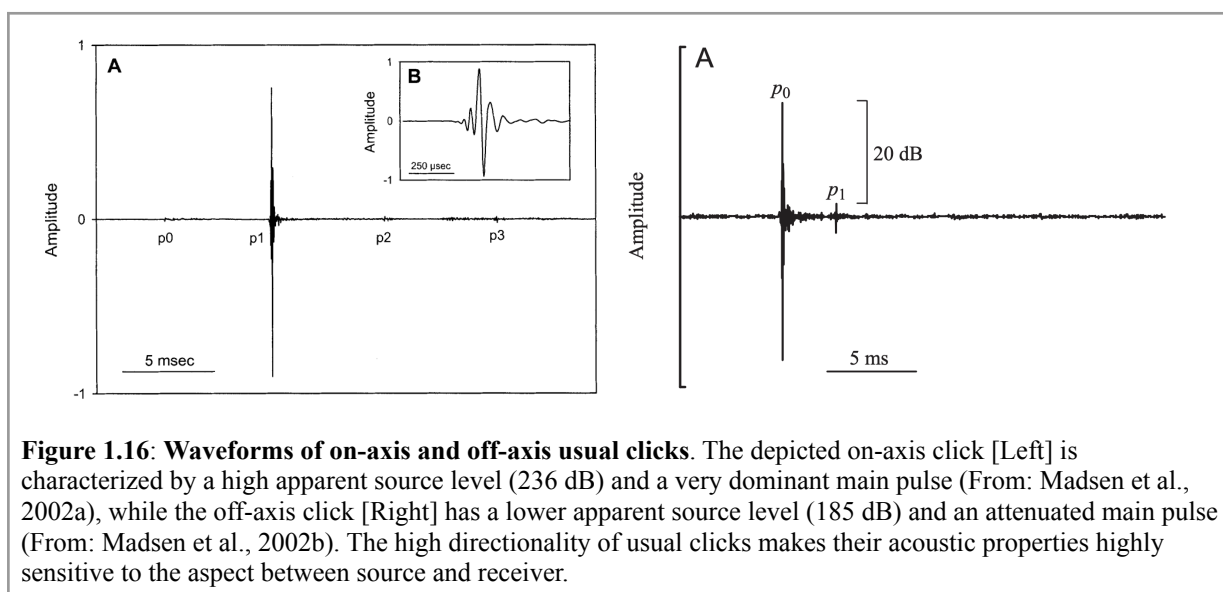 1
A
B
Amplitude
1
0
-1
250 µsec
Amplitude
0
p0
p1
p2
p3
5 msec
-1
A
p0
20 dB
p1
Amplitude
5 ms
Figure 1.16: Waveforms of on-axis and off-axis usual clicks. The depicted on-axis click [Left] is
characterized by a high apparent source level (236 dB) and a very dominant main pulse (From: Madsen et al.,
2002a), while the off-axis click [Right] has a lower apparent source level (185 dB) and an attenuated main pulse
(From: Madsen et al., 2002b). The high directionality of usual clicks makes their acoustic properties highly
sensitive to the aspect between source and receiver.